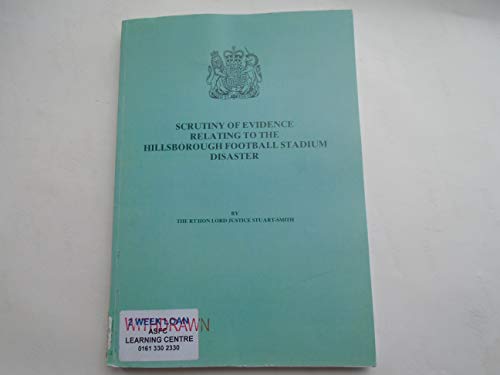 SCRUTINY OF EVIDENCE
RELATING TO THE
HILLSBOROUGH FOOTBALL STADIUM
DISASTER
BY
THE RT HON LORD JUSTICE STUART-SMITH
2 WEEK LOAN
WITHDRAWN
ASFC
LEARNING CENTRE
0161 330 2330